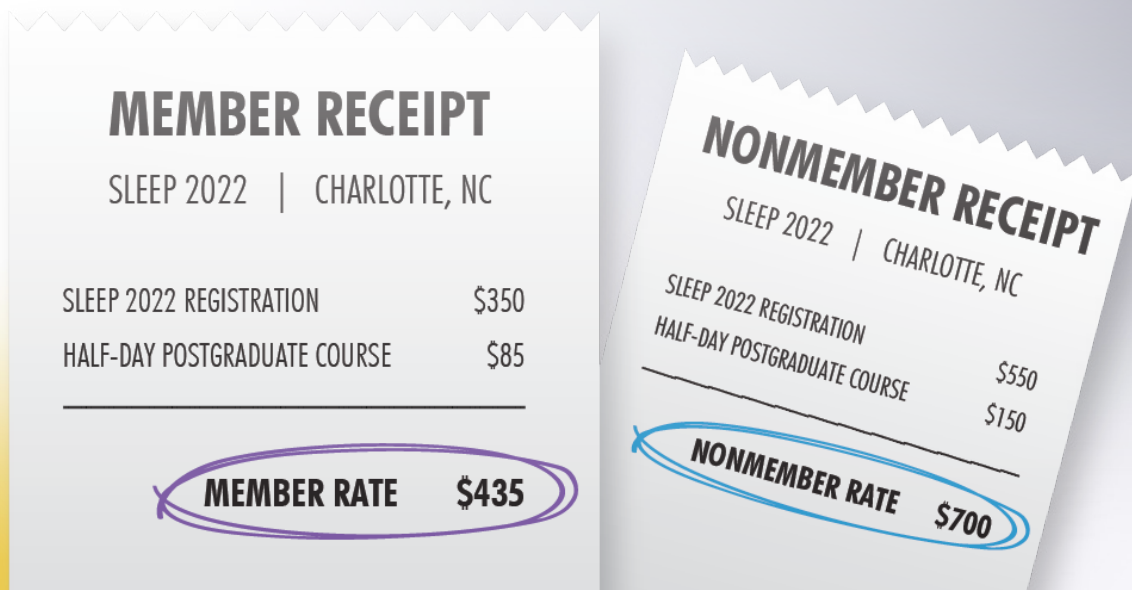 MEMBER RECEIPT
SLEEP 2022 | CHARLOTTE, NC
SLEEP 2022 REGISTRATION $350
HALF-DAY POSTGRADUATE COURSE $85
MEMBER RATE $435
NONMEMBER RECEIPT
SLEEP 2022 | CHARLOTTE, NC
SLEEP 2022 REGISTRATION $550
HALF-DAY POSTGRADUATE COURSE $150
NONMEMBER RATE $700